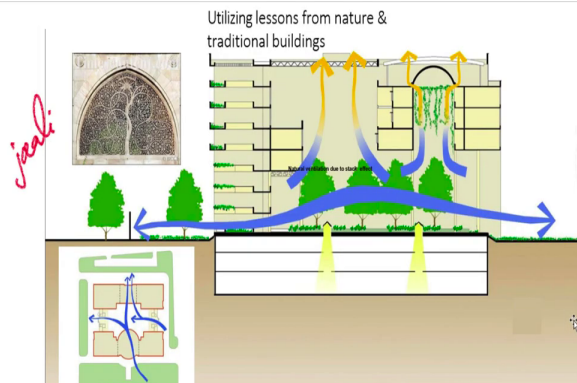 Utilizing lessons from nature &
traditional buildings
jaali
Natural ventilation due to stack effect